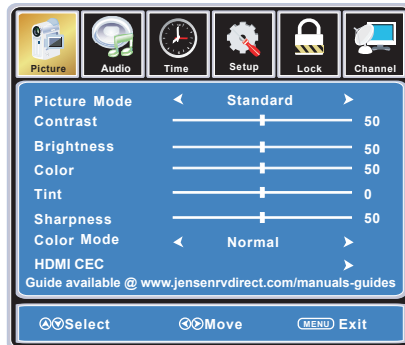 Picture Audio Time Setup Lock Channel
Picture Mode Standard
Contrast 50
Brightness 50
Color 50
Tint 0
Sharpness 50
Color Mode Normal
HDMI CEC
Guide available @ www.jensenrvdirect.com/manuals-guides
Select Move MENU Exit